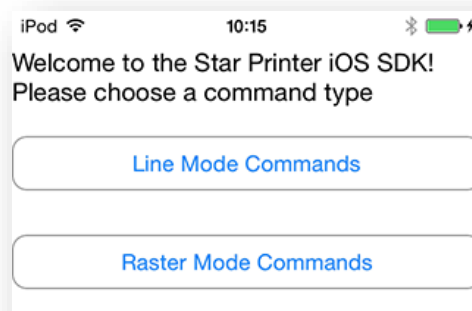 iPod 10:15
Welcome to the Star Printer iOS SDK!
Please choose a command type
Line Mode Commands
Raster Mode Commands